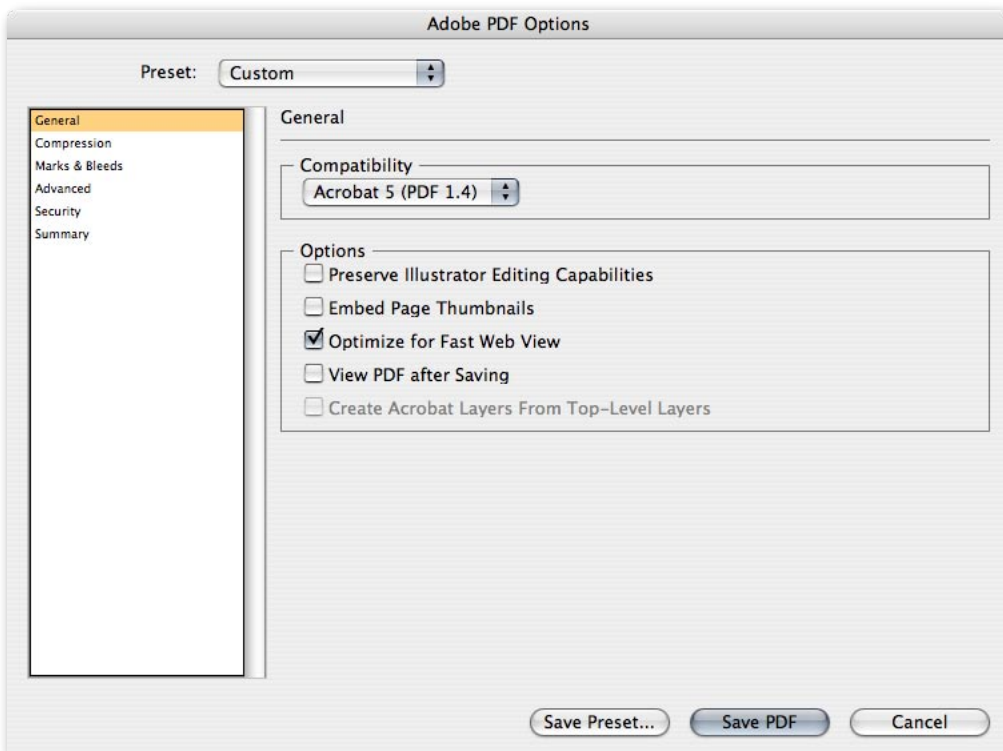 Adobe PDF Options
Preset: Custom
General
Compression
Marks & Bleeds
Advanced
Security
Summary
General
Compatibility
Acrobat 5 (PDF 1.4)
Options
Preserve Illustrator Editing Capabilities
Embed Page Thumbnails
Optimize for Fast Web View
View PDF after Saving
Create Acrobat Layers From Top-Level Layers
Save Preset... Save PDF Cancel